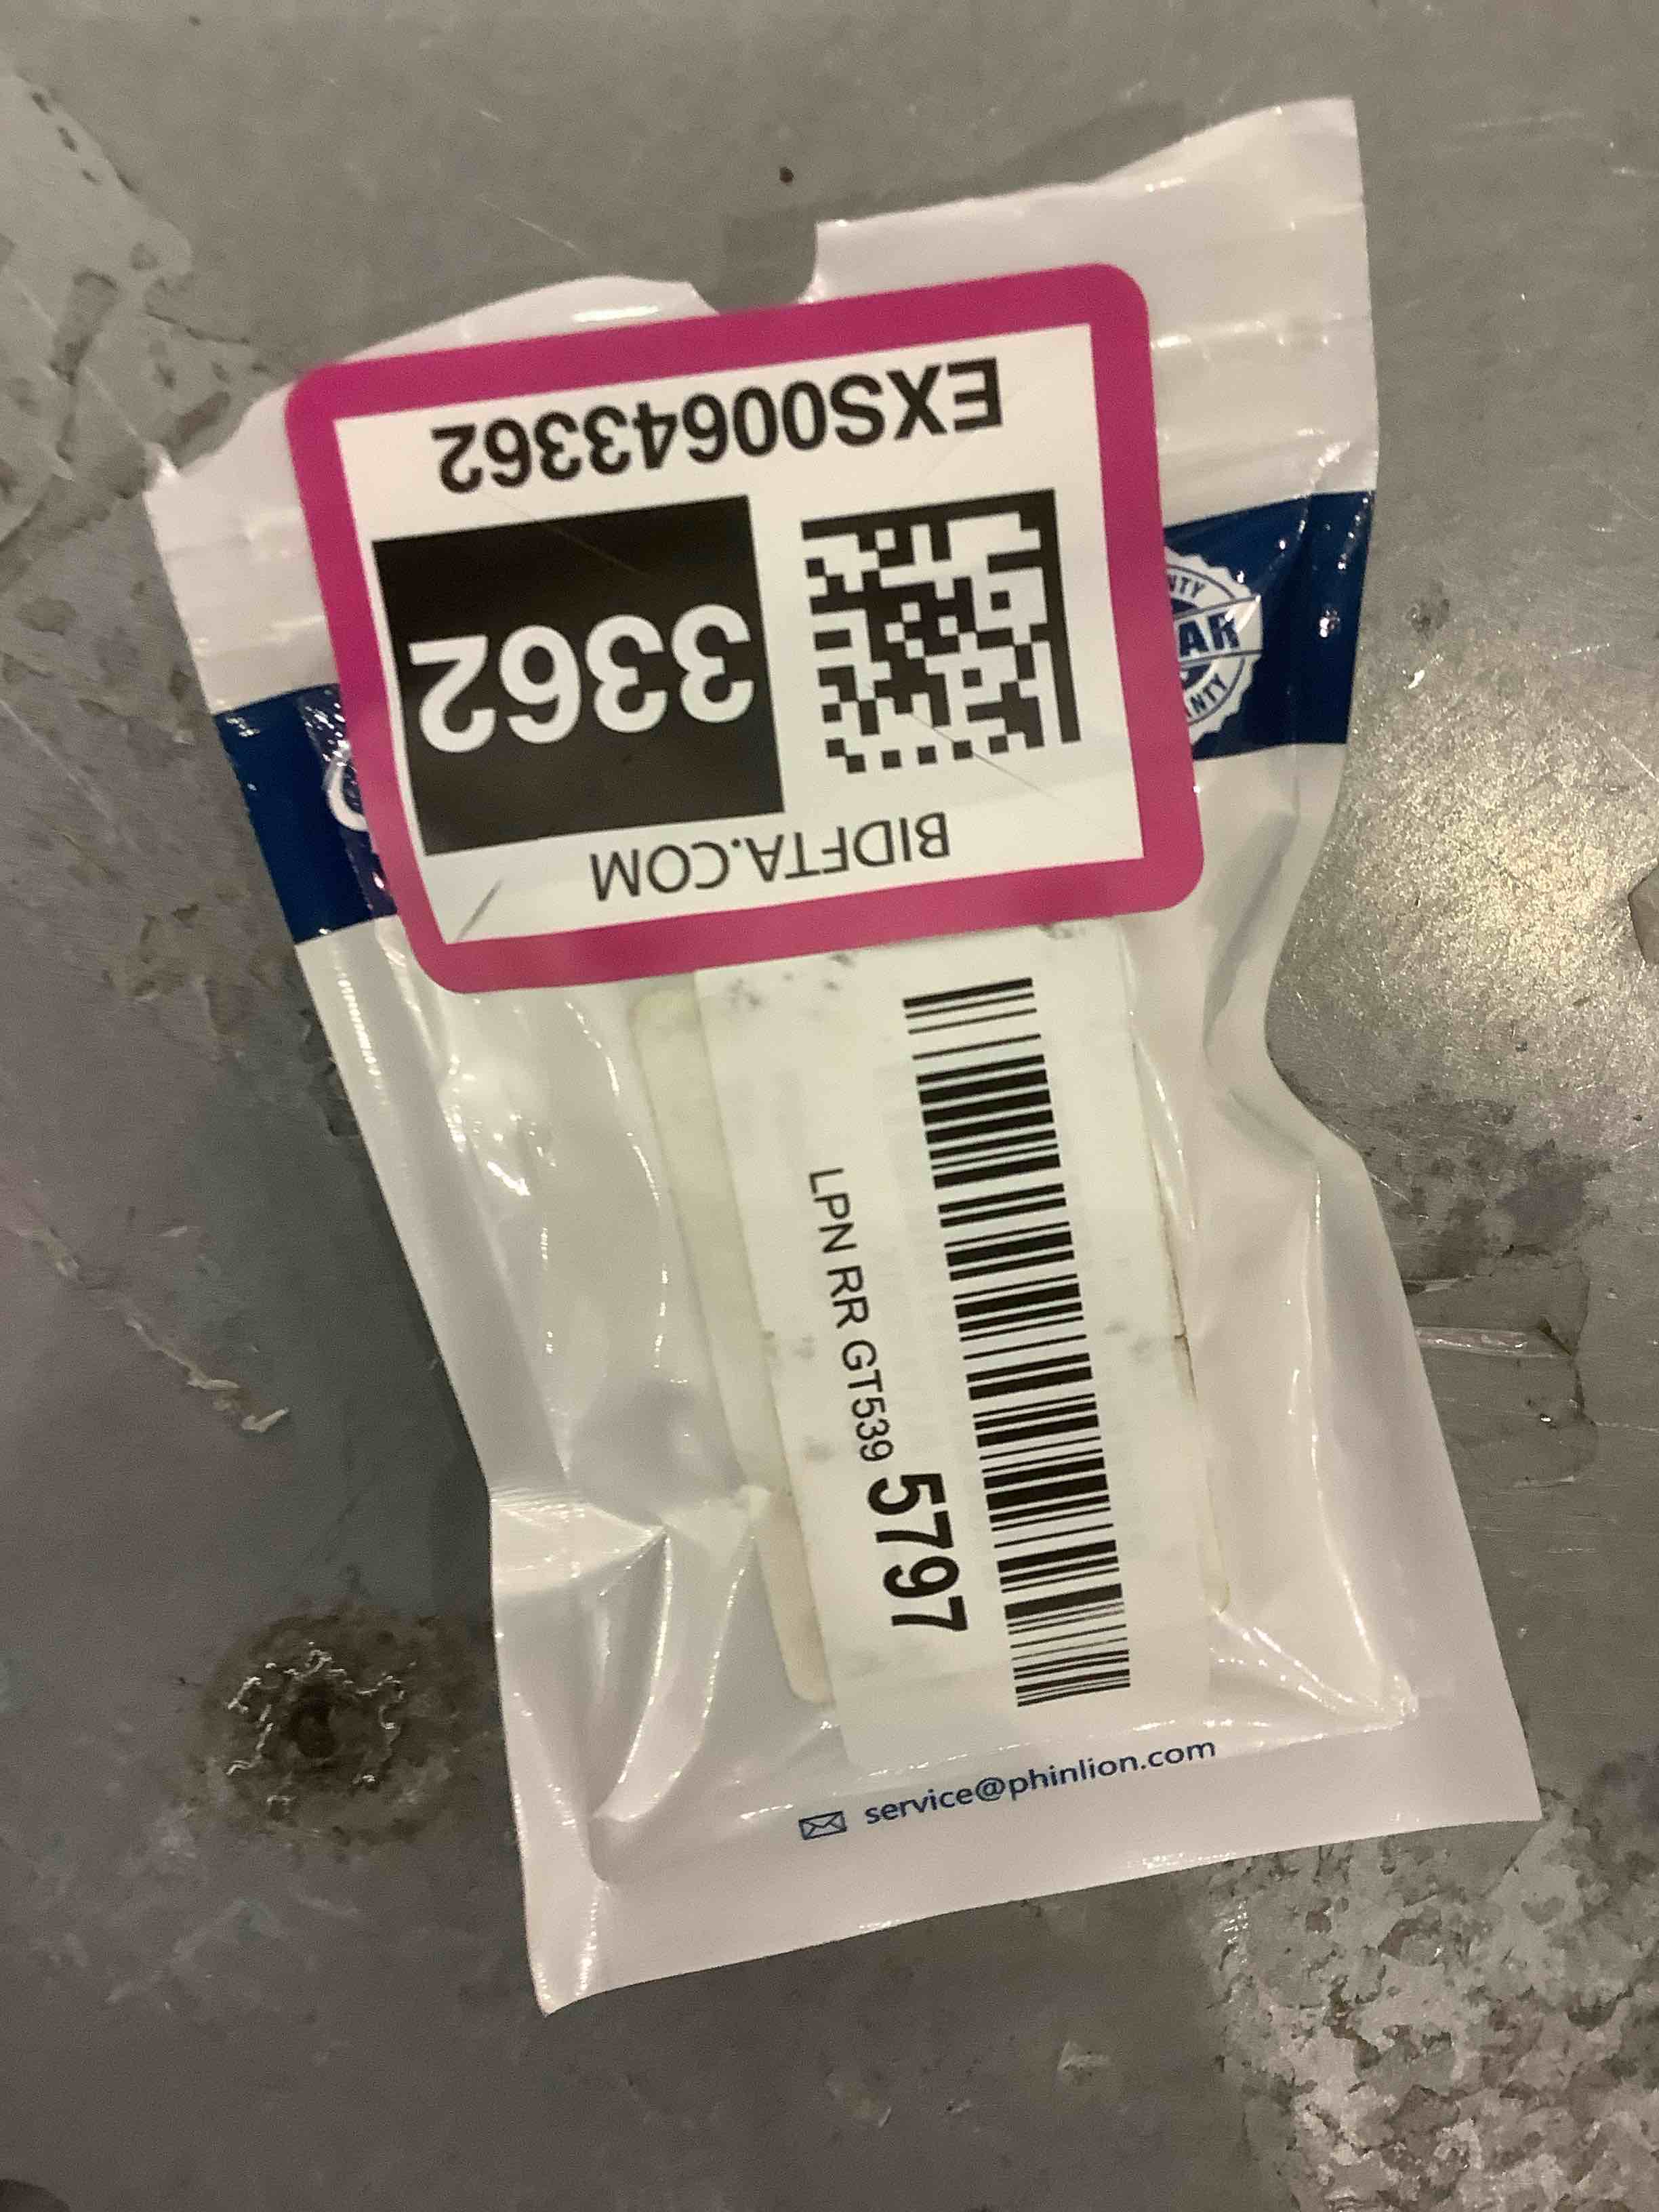 EXS00643362
3362
BIDFTA.COM
LPN RR GT539 5797
service@phinlion.com